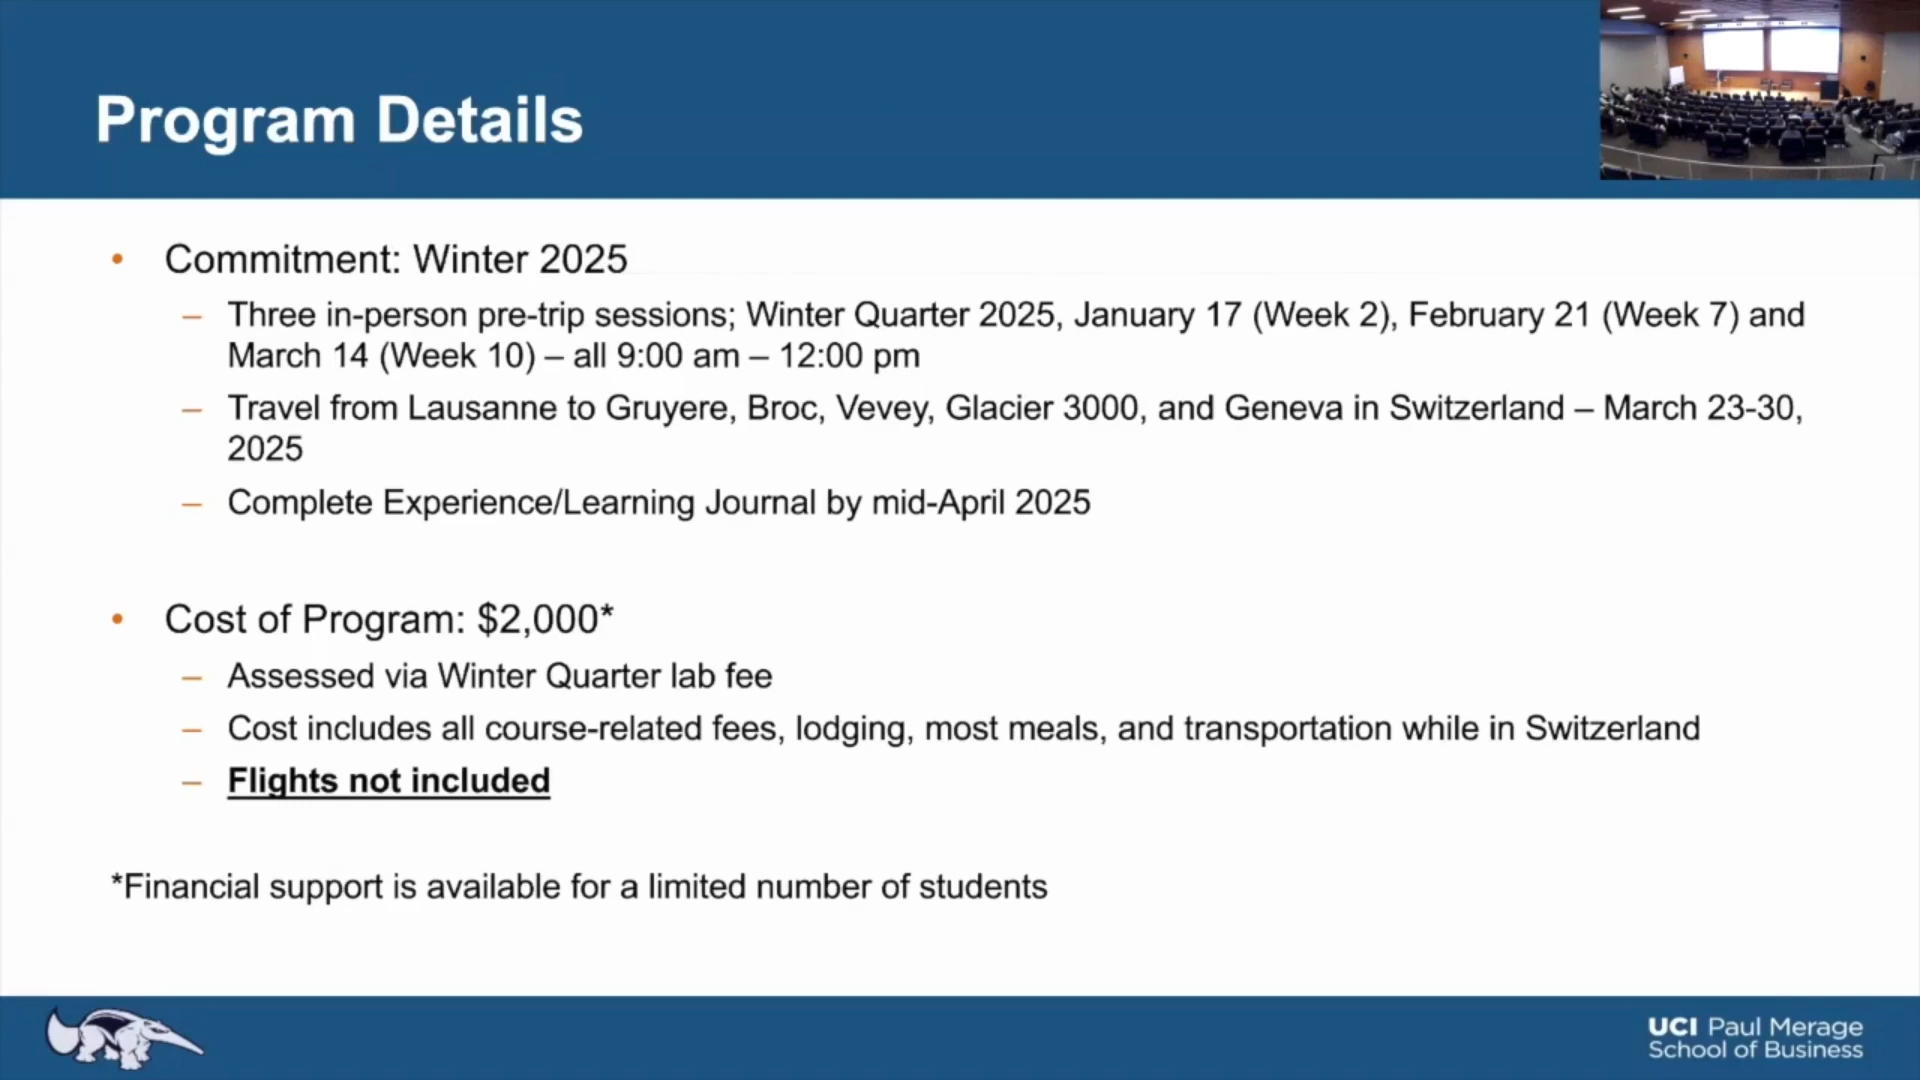 Program Details
• Commitment: Winter 2025
– Three in-person pre-trip sessions; Winter Quarter 2025, January 17 (Week 2), February 21 (Week 7) and
March 14 (Week 10) – all 9:00 am – 12:00 pm
– Travel from Lausanne to Gruyere, Broc, Vevey, Glacier 3000, and Geneva in Switzerland – March 23-30,
2025
– Complete Experience/Learning Journal by mid-April 2025
• Cost of Program: $2,000*
– Assessed via Winter Quarter lab fee
– Cost includes all course-related fees, lodging, most meals, and transportation while in Switzerland
– Flights not included
*Financial support is available for a limited number of students
UCI Paul Merage
School of Business